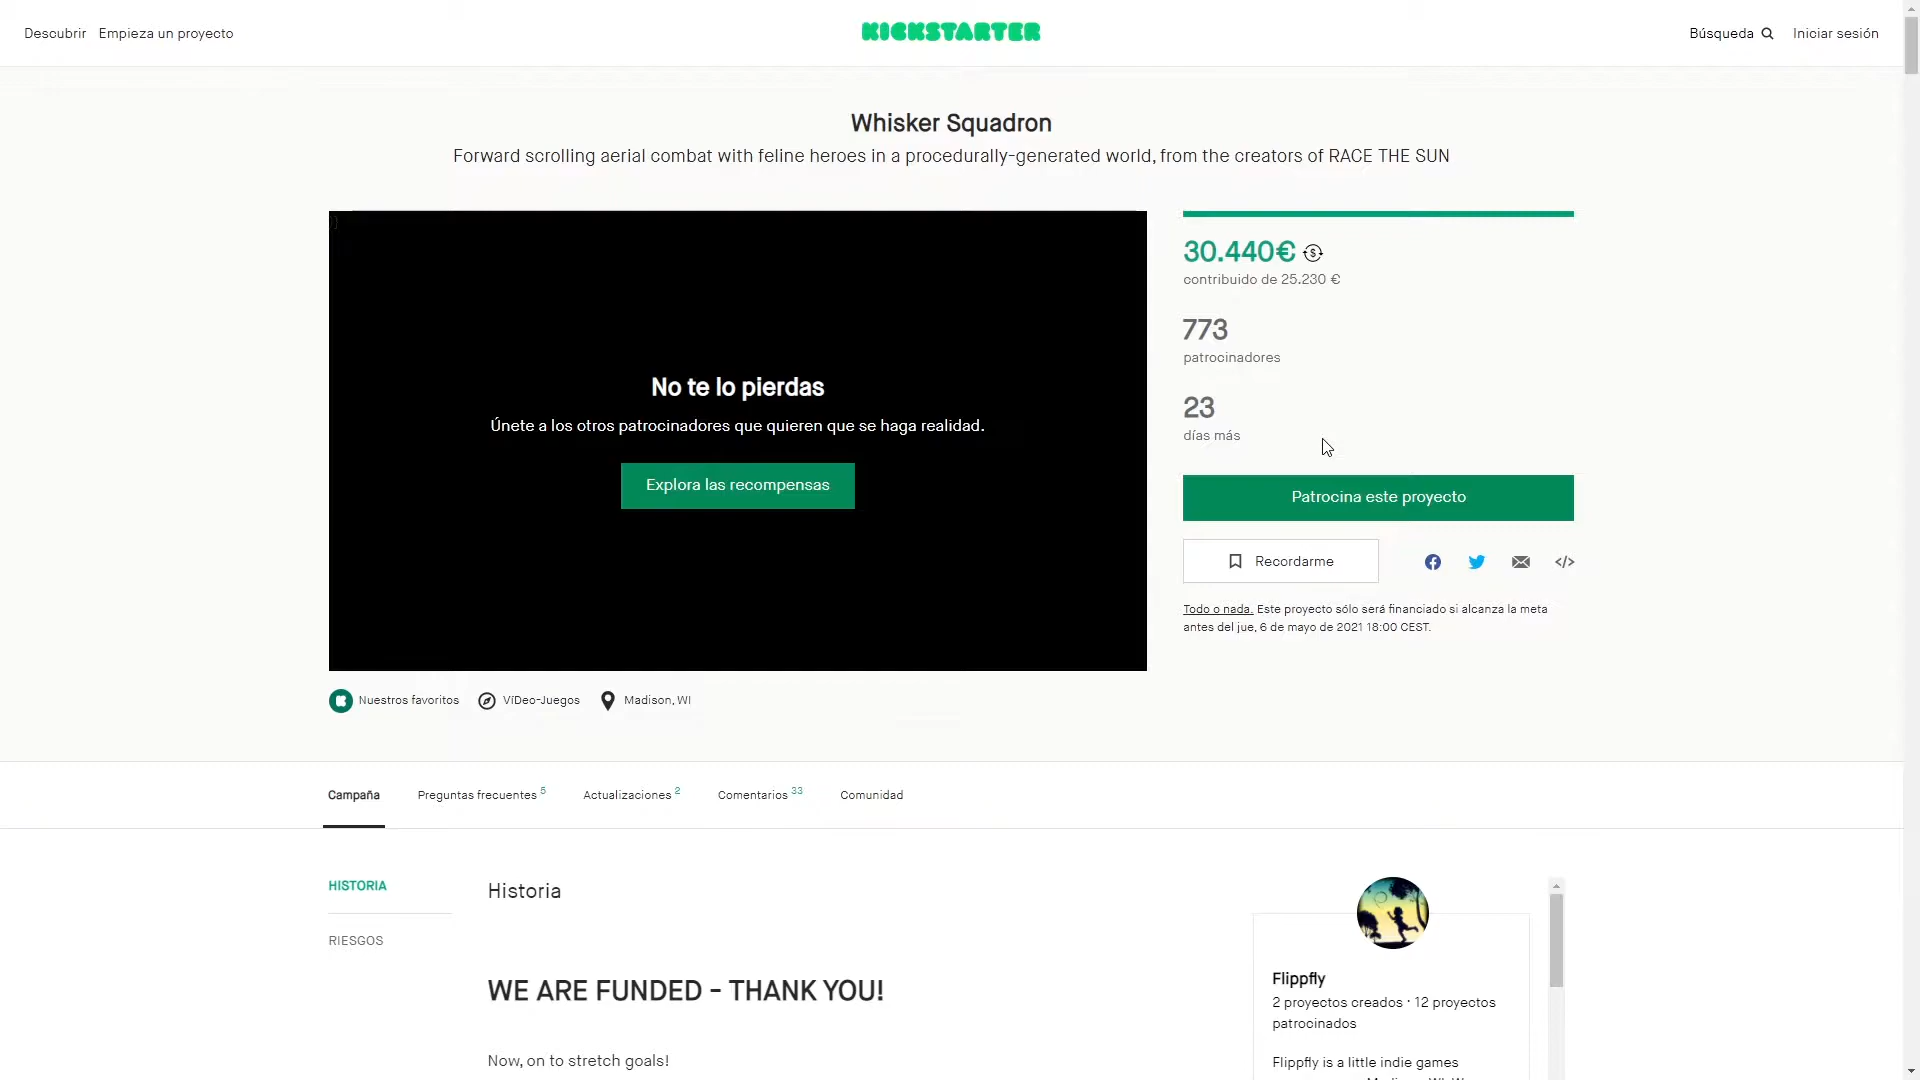 Descubrir Empieza un proyecto
KICKSTARTER
Búsqueda Iniciar sesión
Whisker Squadron
Forward scrolling aerial combat with feline heroes in a procedurally-generated world, from the creators of RACE THE SUN
No te lo pierdas
Únete a los otros patrocinadores que quieren que se haga realidad.
Explora las recompensas
30.440€
contribuido de 25.230 €
773
patrocinadores
23
días más
Patrocina este proyecto
Recordarme
Todo o nada. Este proyecto sólo será financiado si alcanza la meta
antes del jue, 6 de mayo de 2021 18:00 CEST.
Nuestros favoritos ViDeo-Juegos Madison, WI
Campaña Preguntas frecuentes 5 Actualizaciones 2 Comentarios 33 Comunidad
HISTORIA
RIESGOS
Historia
WE ARE FUNDED - THANK YOU!
Now, on to stretch goals!
Flippfly
2 proyectos creados · 12 proyectos
patrocinados
Flippfly is a little indie games